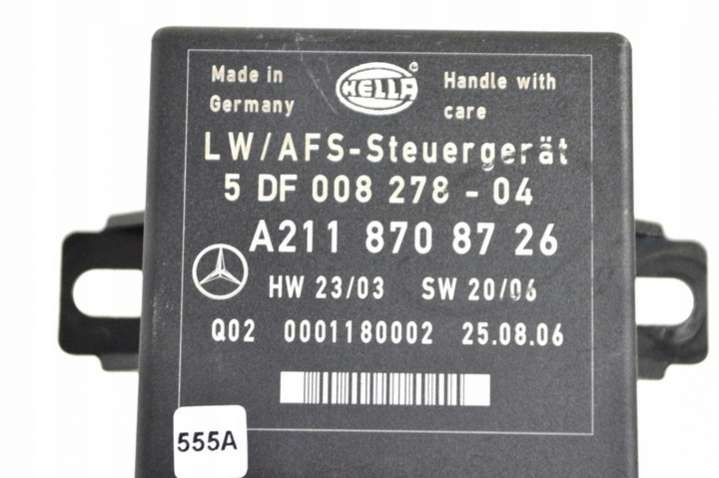 Made in
Germany
HELLA
Handle with
care
LW/AFS-Steuergerät
5 DF 008 278 - 04
A211 870 87 26
HW 23/03 SW 20/06
Q02 0001180002 25.08.06
555A